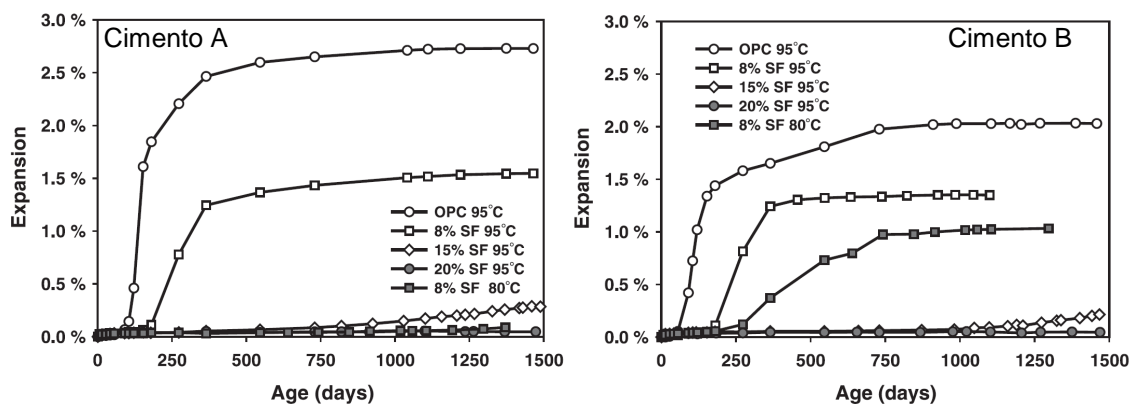 Cimento A
3.0 %
2.5 %
2.0 %
1.5 %
1.0 %
0.5 %
0.0 %
Expansion
OPC 95°C
8% SF 95°C
15% SF 95°C
20% SF 95°C
8% SF 80°C
0
250
500
750
1000
1250
1500
Age (days)
Cimento B
3.0 %
2.5 %
2.0 %
1.5 %
1.0 %
0.5 %
0.0 %
Expansion
OPC 95°C
8% SF 95°C
15% SF 95°C
20% SF 95°C
8% SF 80°C
0
250
500
750
1000
1250
1500
Age (days)